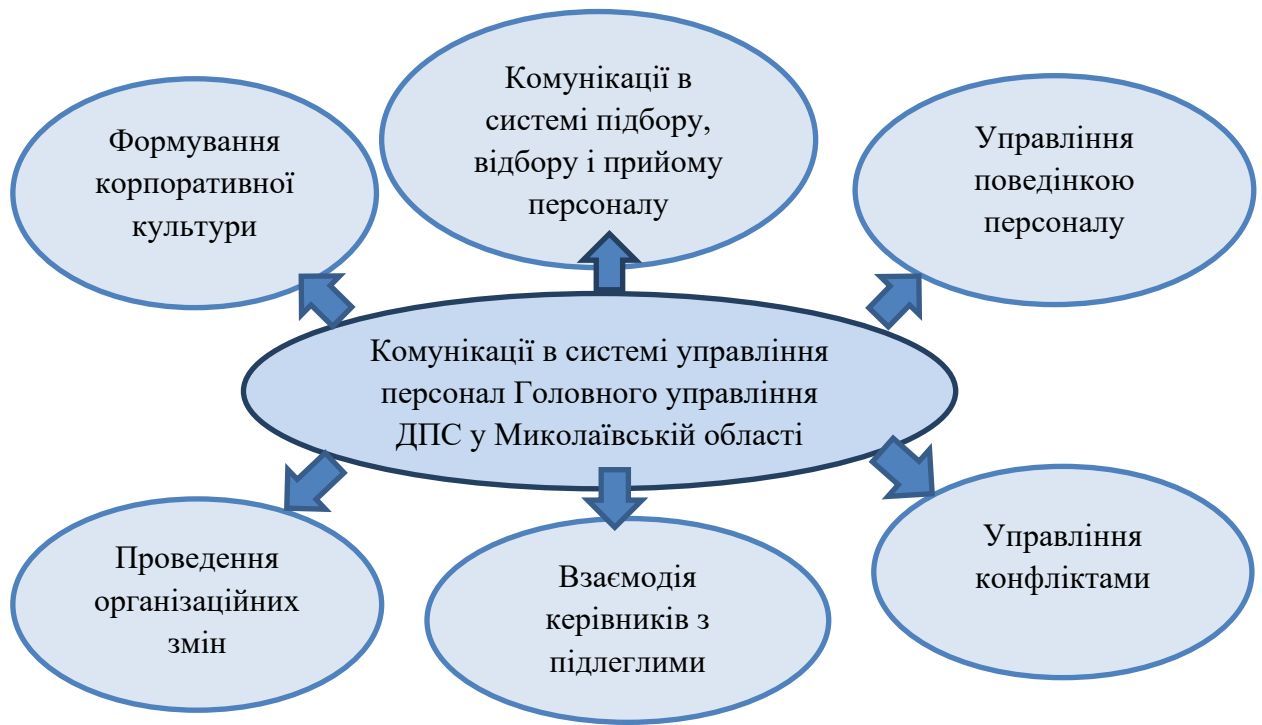 Формування
корпоративної
культури
Комунікації в
системі підбору,
відбору і прийому
персоналу
Управління
поведінкою
персоналу
Комунікації в системі управління
персонал Головного управління
ДПС у Миколаївській області
Проведення
організаційних
змін
Взаємодія
керівників з
підлеглими
Управління
конфліктами